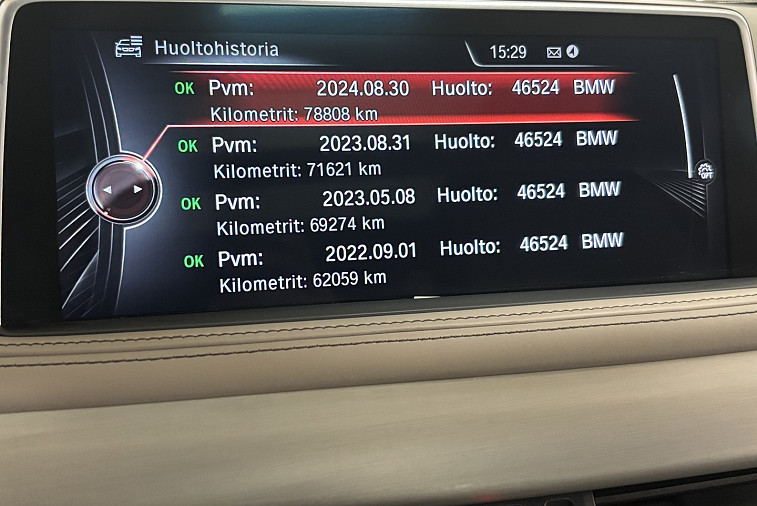 Huoltohistoria 15:29
OK Pvm: 2024.08.30 Huolto: 46524 BMW
Kilometrit: 78808 km
OK Pvm: 2023.08.31 Huolto: 46524 BMW
Kilometrit: 71621 km
OK Pvm: 2023.05.08 Huolto: 46524 BMW
Kilometrit: 69274 km
OK Pvm: 2022.09.01 Huolto: 46524 BMW
Kilometrit: 62059 km
OPT